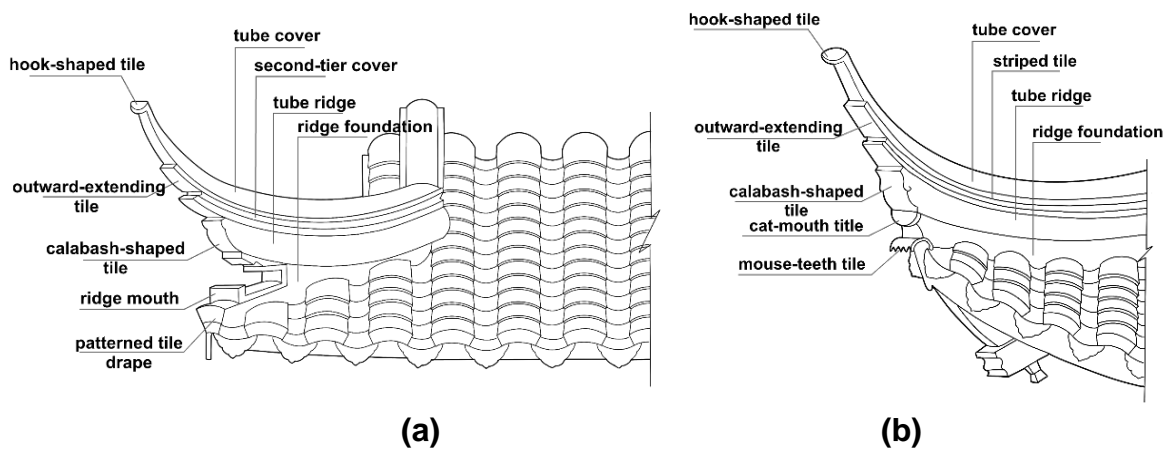 tube cover
hook-shaped tile
second-tier cover
tube ridge
ridge foundation
outward-extending
tile
calabash-shaped
tile
ridge mouth
patterned tile
drape
(a)
hook-shaped tile
tube cover
striped tile
tube ridge
outward-extending
tile
ridge foundation
calabash-shaped
tile
cat-mouth title
mouse-teeth tile
(b)